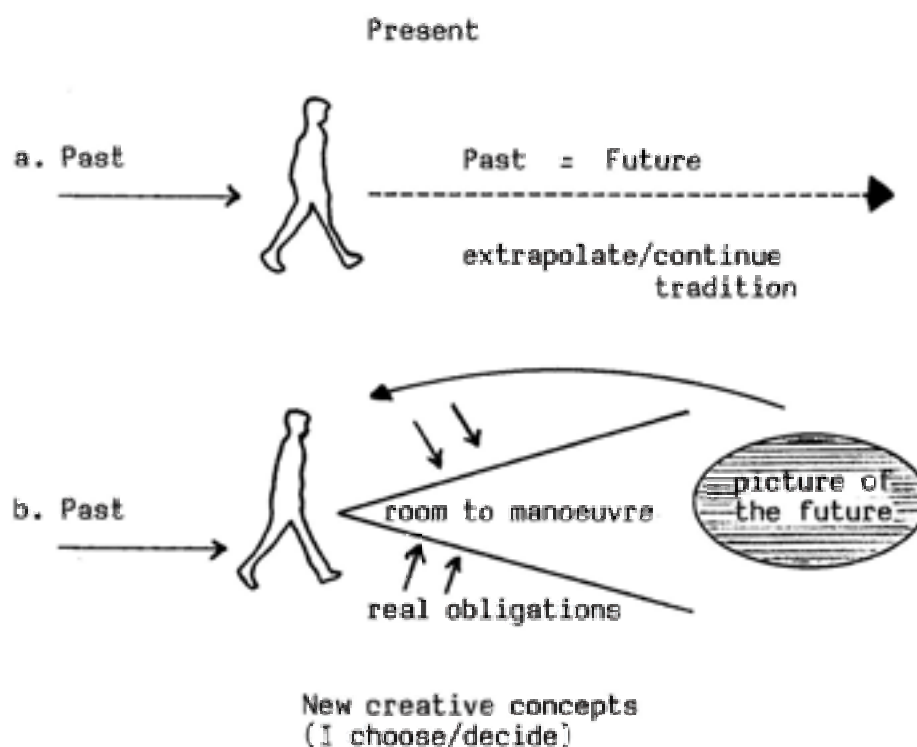 Present
a. Past
Past = Future
extrapolate/continue
tradition
b. Past
room to manoeuvre
picture of
the future
real obligations
New creative concepts
(I choose/decide)